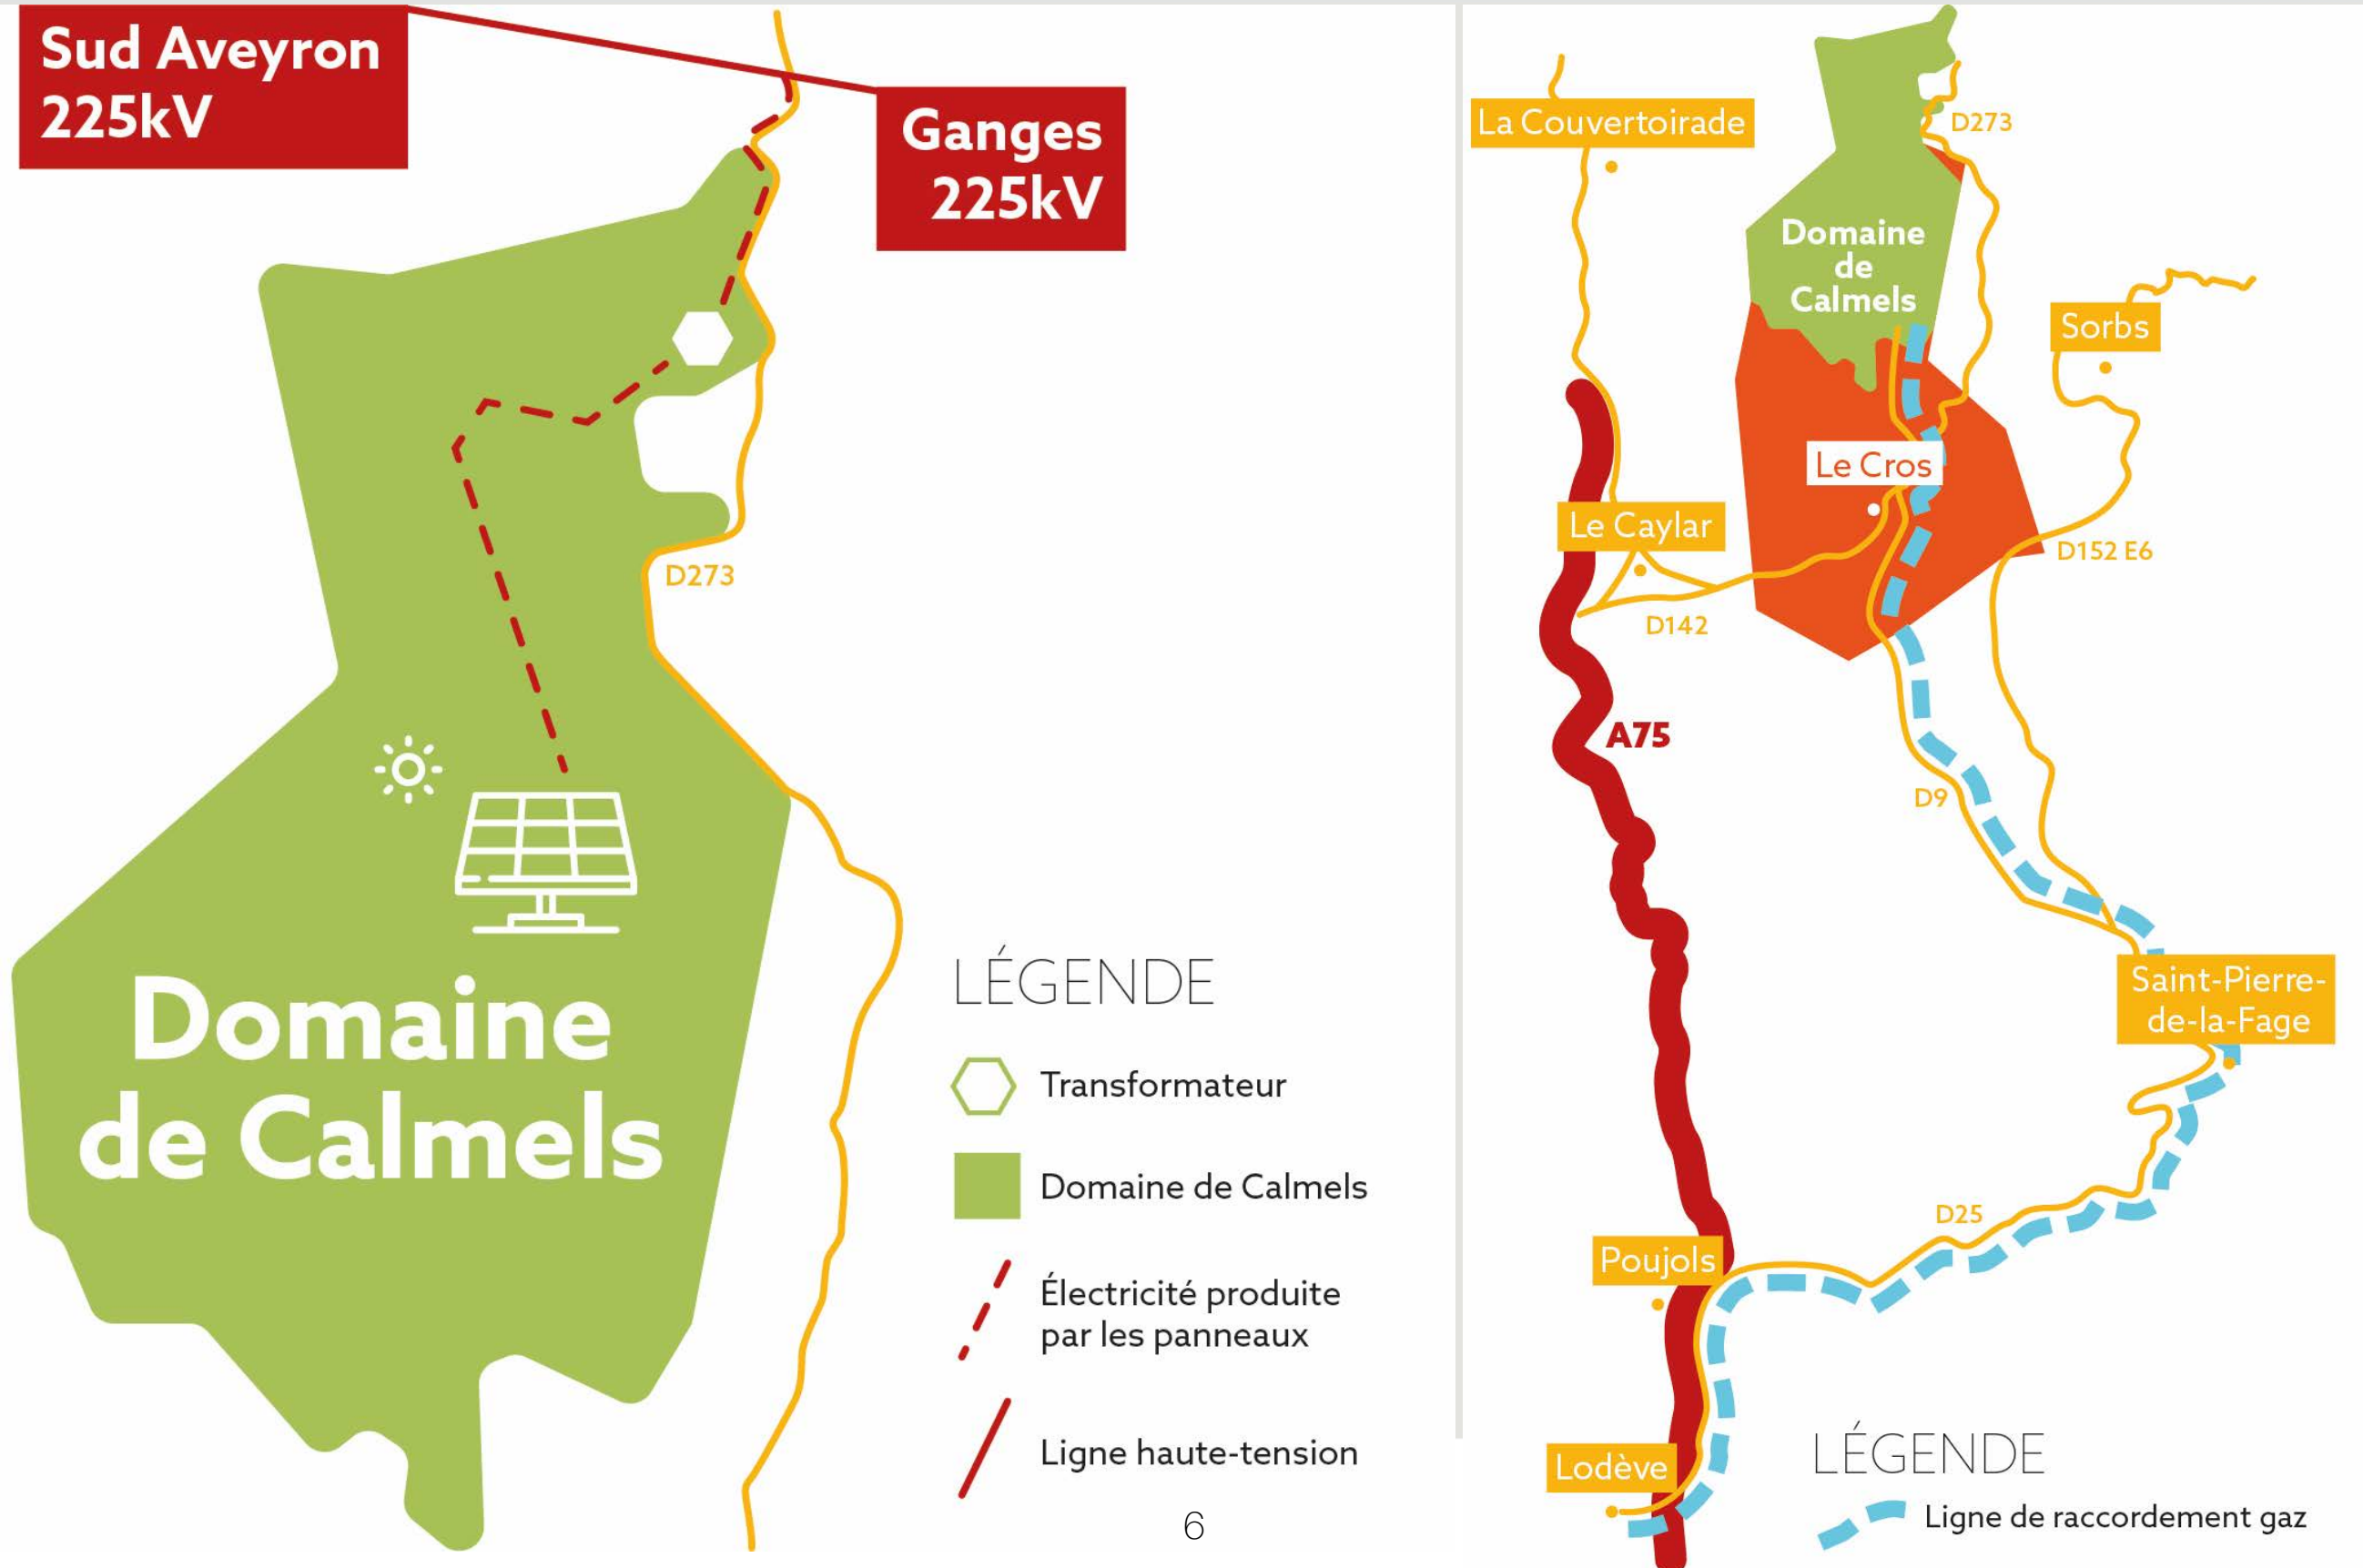 Sud Aveyron
225kV
Ganges
225kV
D273
Domaine
de Calmels
LÉGENDE
Transformateur
Domaine de Calmels
Électricité produite
par les panneaux
Ligne haute-tension
6
La Couvertoirade
D273
Domaine
de
Calmels
Sorbs
Le Cros
Le Caylar
D152 E6
D142
A75
D9
Saint-Pierre-
de-la-Fage
D25
Poujols
Lodève
LÉGENDE
Ligne de raccordement gaz